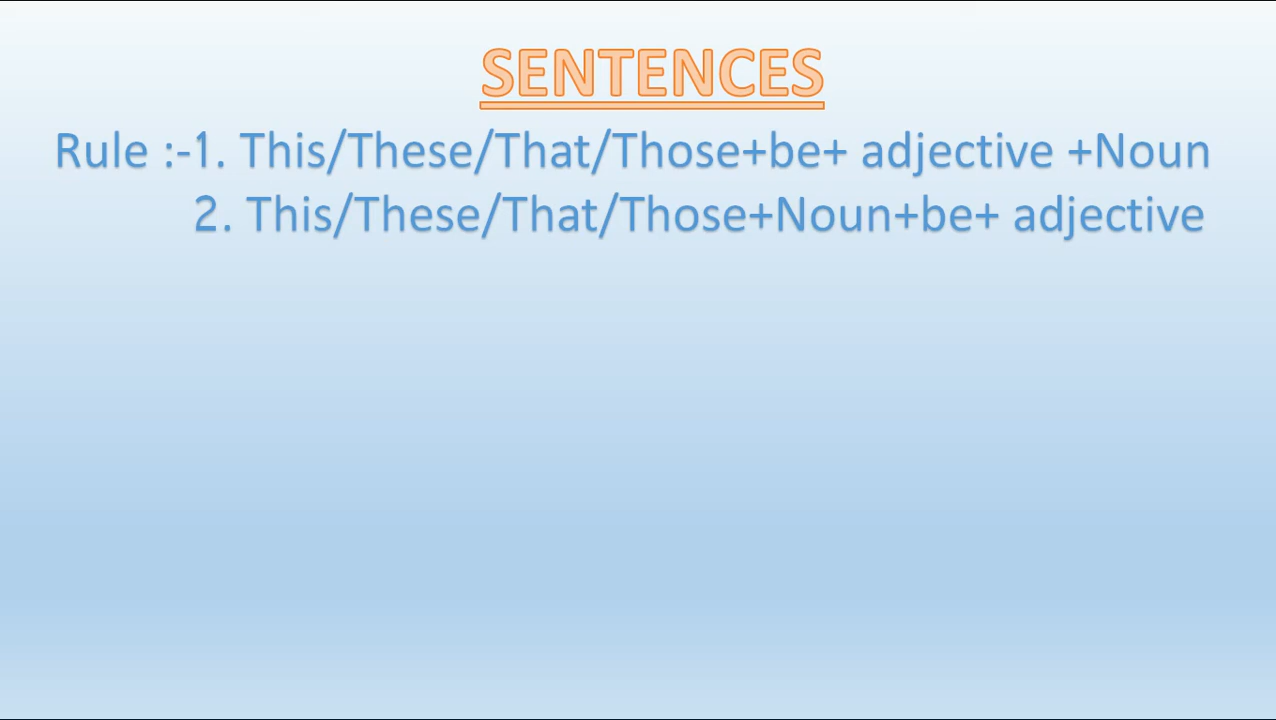 SENTENCES
Rule :-1. This/These/That/Those+be+ adjective +Noun
2. This/These/That/Those+Noun+be+ adjective